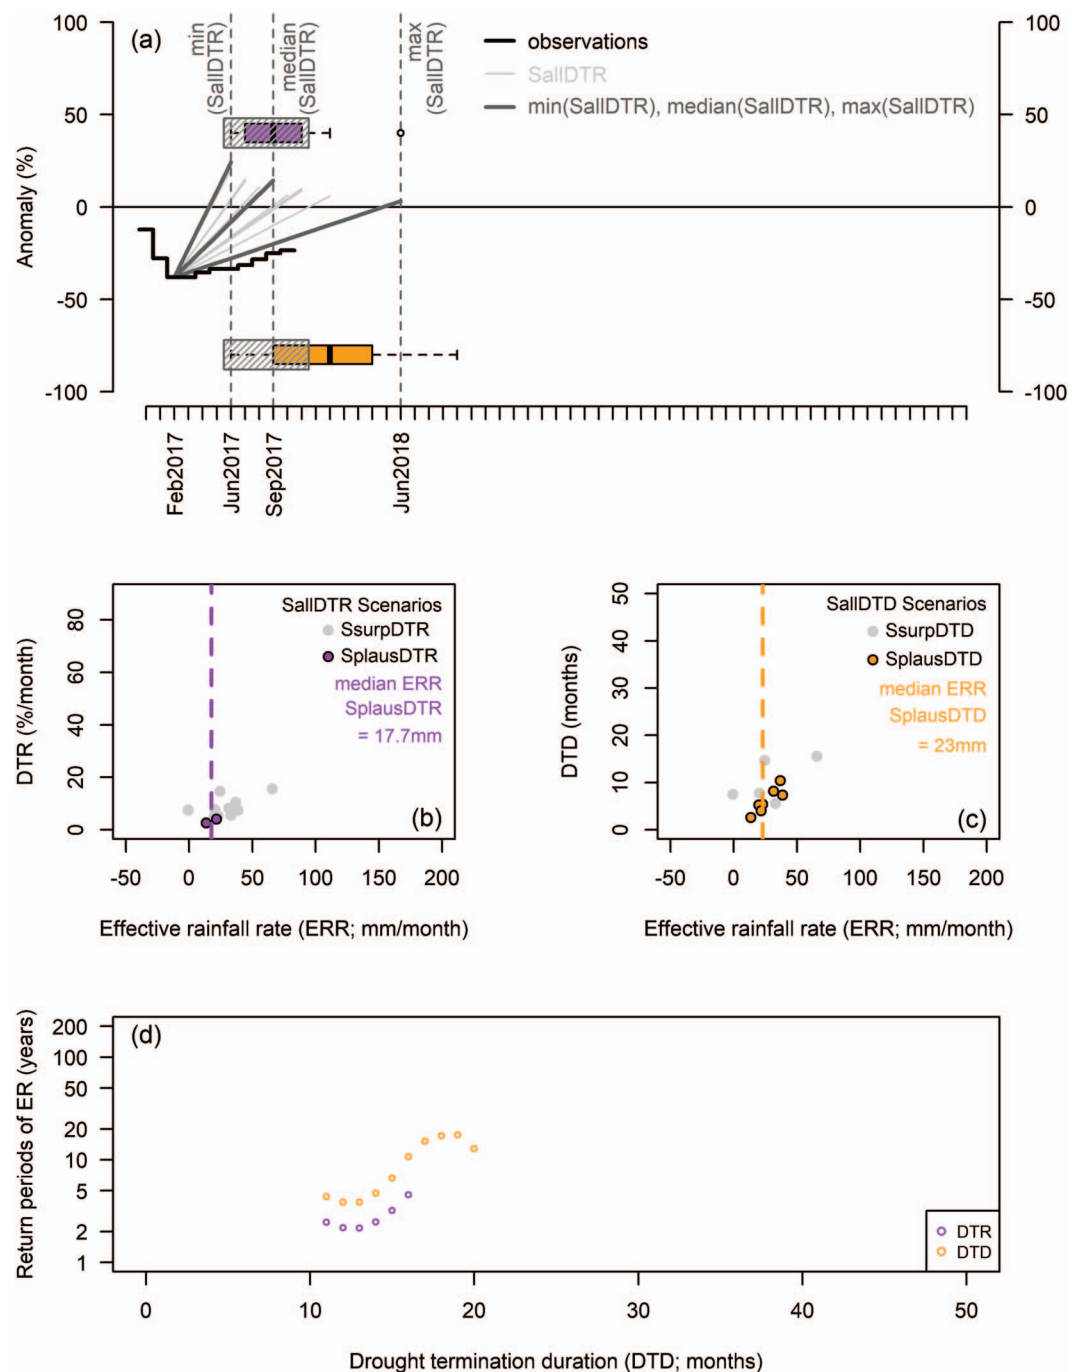 (a)
min
(SallDTR)
median
(SallDTR)
max
(SallDTR)
observations
SallDTR
min(SallDTR), median(SallDTR), max(SallDTR)
Anomaly (%)
100
50
0
-50
-100
100
50
0
-50
-100
Feb2017
Jun2017
Sep2017
Jun2018
SallDTR Scenarios
SsurpDTR
SplausDTR
median ERR
SplausDTR
= 17.7mm
(b)
DTR (%/month)
80
60
40
20
0
-50 0 50 100 150 200
Effective rainfall rate (ERR; mm/month)
SallDTD Scenarios
SsurpDTD
SplausDTD
median ERR
SplausDTD
= 23mm
(c)
DTD (months)
50
40
30
20
10
0
-50 0 50 100 150 200
Effective rainfall rate (ERR; mm/month)
(d)
Return periods of ER (years)
200
100
50
20
10
5
2
1
DTR
DTD
0 10 20 30 40 50
Drought termination duration (DTD; months)